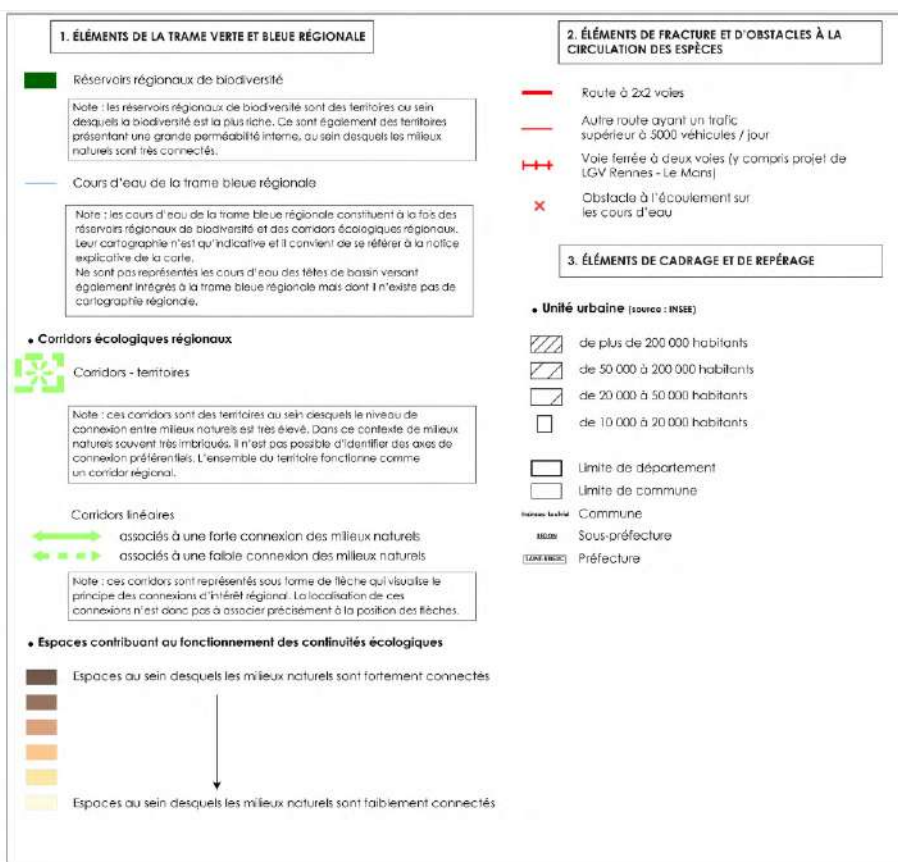 1. ÉLÉMENTS DE LA TRAME VERTE ET BLEUE RÉGIONALE
Réservoirs régionaux de biodiversité
Note : les réservoirs régionaux de biodiversité sont des territoires au sein
desquels la biodiversité est la plus riche. Ce sont également des territoires
présentant une grande perméabilité interne, au sein desquels les milieux
naturels sont très connectés.
Cours d'eau de la trame bleue régionale
Note : les cours d'eau de la trame bleue régionale constituent à la fois des
réservoirs régionaux de biodiversité et des corridors écologiques régionaux.
Leur cartographie n'est qu'indicative et il convient de se référer à la notice
explicative de la carte.
Ne sont pas représentés les cours d'eau des têtes de bassin versant
également intégrés à la trame bleue régionale mais dont il n'existe pas de
cartographie régionale.
• Corridors écologiques régionaux
Corridors - territoires
Note : ces corridors sont des territoires au sein desquels le niveau de
connexion entre milieux naturels est très élevé. Dans ce contexte de milieux
naturels souvent très imbriqués, il n'est pas possible d'identifier des axes de
connexion préférentiels. L'ensemble du territoire fonctionne comme
un corridor régional.
Corridors linéaires
associés à une forte connexion des milieux naturels
associés à une faible connexion des milieux naturels
Note : ces corridors sont représentés sous forme de flèche qui visualise le
principe des connexions d'intérêt régional. La localisation de ces
connexions n'est donc pas à associer précisément à la position des flèches.
• Espaces contribuant au fonctionnement des continuités écologiques
Espaces au sein desquels les milieux naturels sont fortement connectés
Espaces au sein desquels les milieux naturels sont faiblement connectés
2. ÉLÉMENTS DE FRACTURE ET D'OBSTACLES À LA
CIRCULATION DES ESPÈCES
Route à 2x2 voies
Autre route ayant un trafic
supérieur à 5000 véhicules / jour
Voie ferrée à deux voies (y compris projet de
LGV Rennes - Le Mans)
Obstacle à l'écoulement sur
les cours d'eau
3. ÉLÉMENTS DE CADRAGE ET DE REPÉRAGE
• Unité urbaine (source : INSEE)
de plus de 200 000 habitants
de 50 000 à 200 000 habitants
de 20 000 à 50 000 habitants
de 10 000 à 20 000 habitants
Limite de département
Limite de commune
Commune
REDON Sous-préfecture
SAINT-BRIEUC Préfecture